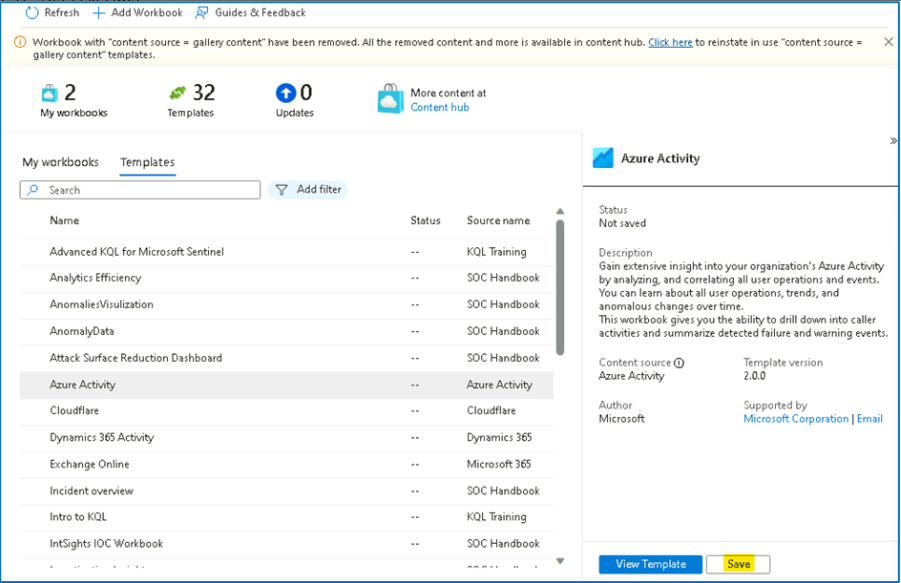 Refresh Add Workbook Guides & Feedback
Workbook with "content source = gallery content" have been removed. All the removed content and more is available in content hub. Click here to reinstate in use "content source =
gallery content" templates.
2 32 0 More content at
My workbooks Templates Updates Content hub
My workbooks Templates
Search Add filter
Name Status Source name
Advanced KQL for Microsoft Sentinel -- KQL Training
Analytics Efficiency -- SOC Handbook
AnomaliesVisulization -- SOC Handbook
AnomalyData -- SOC Handbook
Attack Surface Reduction Dashboard -- SOC Handbook
Azure Activity -- Azure Activity
Cloudflare -- Cloudflare
Dynamics 365 Activity -- Dynamics 365
Exchange Online -- Microsoft 365
Incident overview -- SOC Handbook
Intro to KQL -- KQL Training
IntSights IOC Workbook -- SOC Handbook
Azure Activity
Status
Not saved
Description
Gain extensive insight into your organization's Azure Activity
by analyzing, and correlating all user operations and events.
You can learn about all user operations, trends, and
anomalous changes over time.
This workbook gives you the ability to drill down into caller
activities and summarize detected failure and warning events.
Content source Template version
Azure Activity 2.0.0
Author Supported by
Microsoft Microsoft Corporation | Email
View Template Save